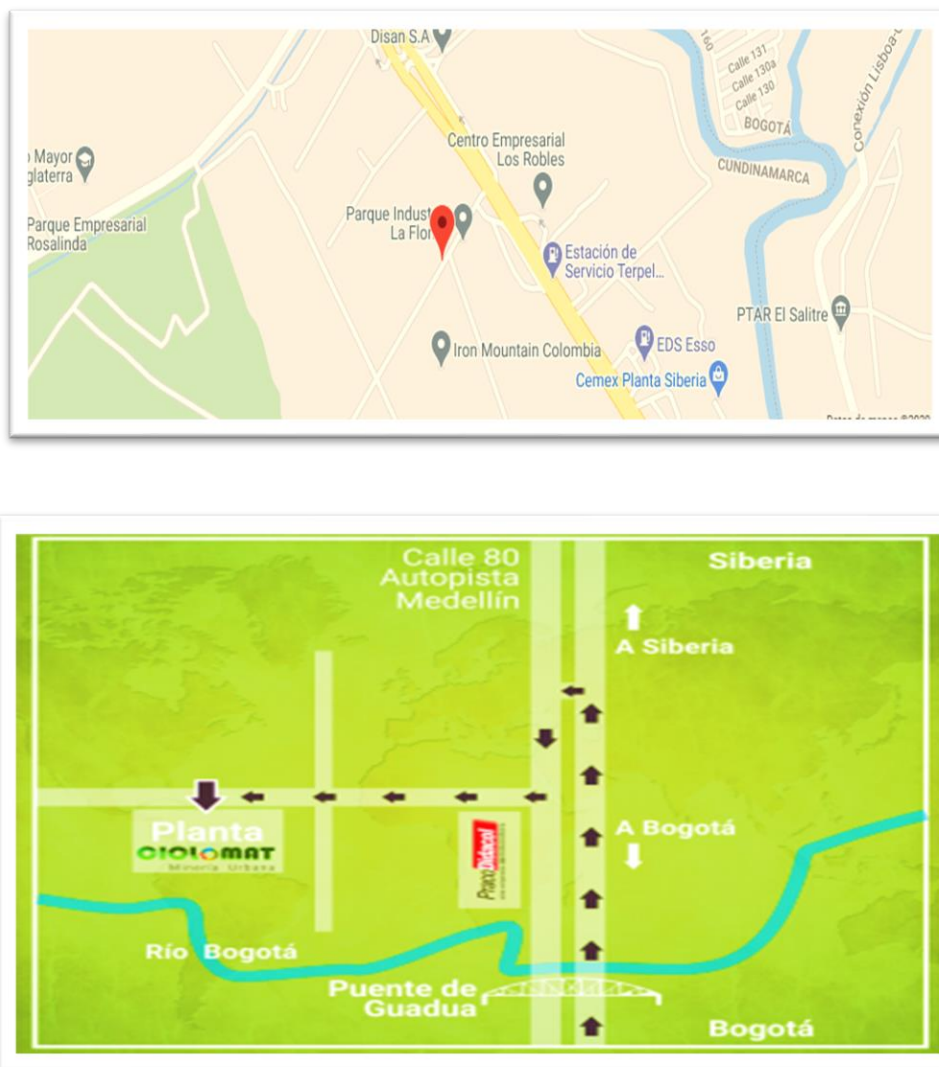 Disan S.A
160
Calle 131
Calle 130a
Calle 130
BOGOTÁ
CUNDINAMARCA
Conexión Lisboa-
Centro Empresarial
Los Robles
Mayor
glaterra
Parque Empresarial
Rosalinda
Parque Indust
La Flor
Estación de
Servicio Terpel...
PTAR El Salitre
Iron Mountain Colombia
EDS Esso
Cemex Planta Siberia
Calle 80
Autopista
Medellín
Siberia
A Siberia
A Bogotá
Planta
CICLOMAT
Minería Urbana
PracoDidacol
Río Bogotá
Puente de
Guadua
Bogotá